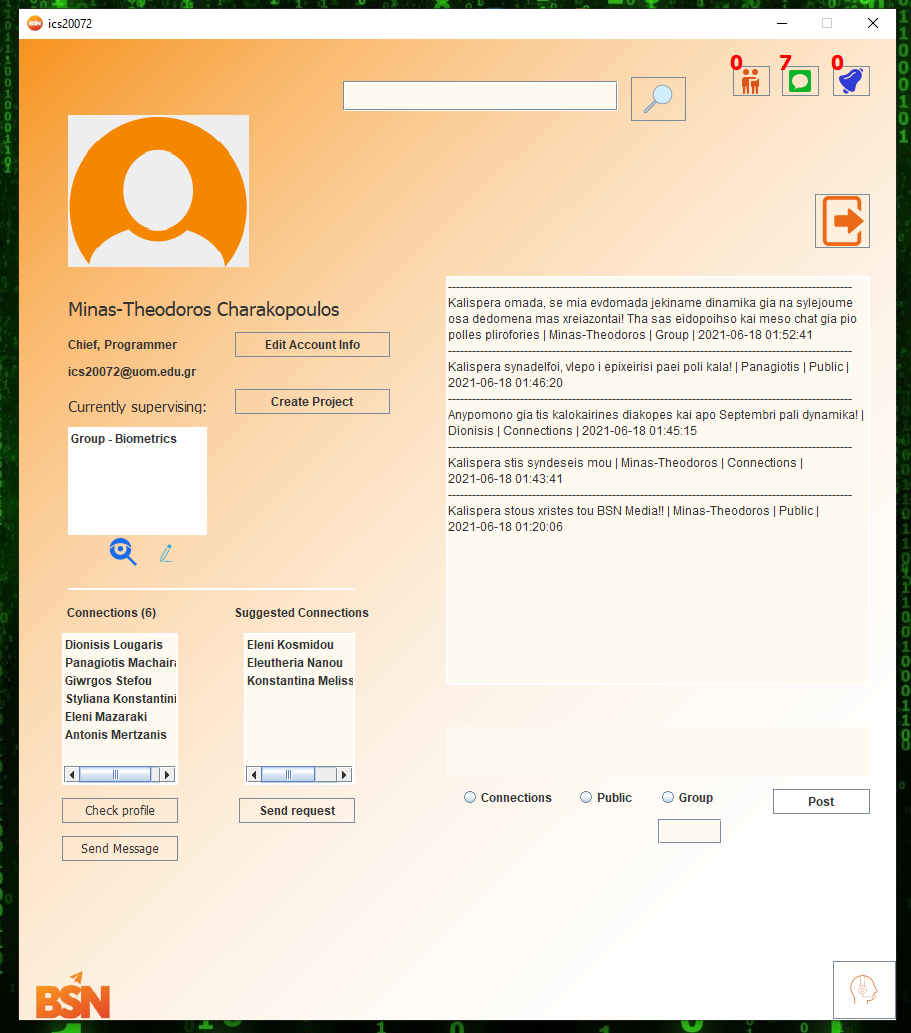 BSN ics20072
0 7 0
Minas-Theodoros Charakopoulos
Chief, Programmer
Edit Account Info
ics20072@uom.edu.gr
Currently supervising:
Create Project
Group - Biometrics
Kalispera omada, se mia evdomada jekiname dinamika gia na sylejoume
osa dedomena mas xreiazontai! Tha sas eidopoihso kai meso chat gia pio
polles plirofories | Minas-Theodoros | Group | 2021-06-18 01:52:41
Kalispera synadelfoi, vlepo i epixeirisi paei poli kala! | Panagiotis | Public |
2021-06-18 01:46:20
Anypomono gia tis kalokairines diakopes kai apo Septembri pali dynamika! |
Dionisis | Connections | 2021-06-18 01:45:15
Kalispera stis syndeseis mou | Minas-Theodoros | Connections |
2021-06-18 01:43:41
Kalispera stous xristes tou BSN Media!! | Minas-Theodoros | Public |
2021-06-18 01:20:06
Connections (6)
Dionisis Lougaris
Panagiotis Machaira
Giwrgos Stefou
Styliana Konstantini
Eleni Mazaraki
Antonis Mertzanis
Check profile
Send Message
Suggested Connections
Eleni Kosmidou
Eleutheria Nanou
Konstantina Meliss
Send request
Connections
Public
Group
Post
BSN